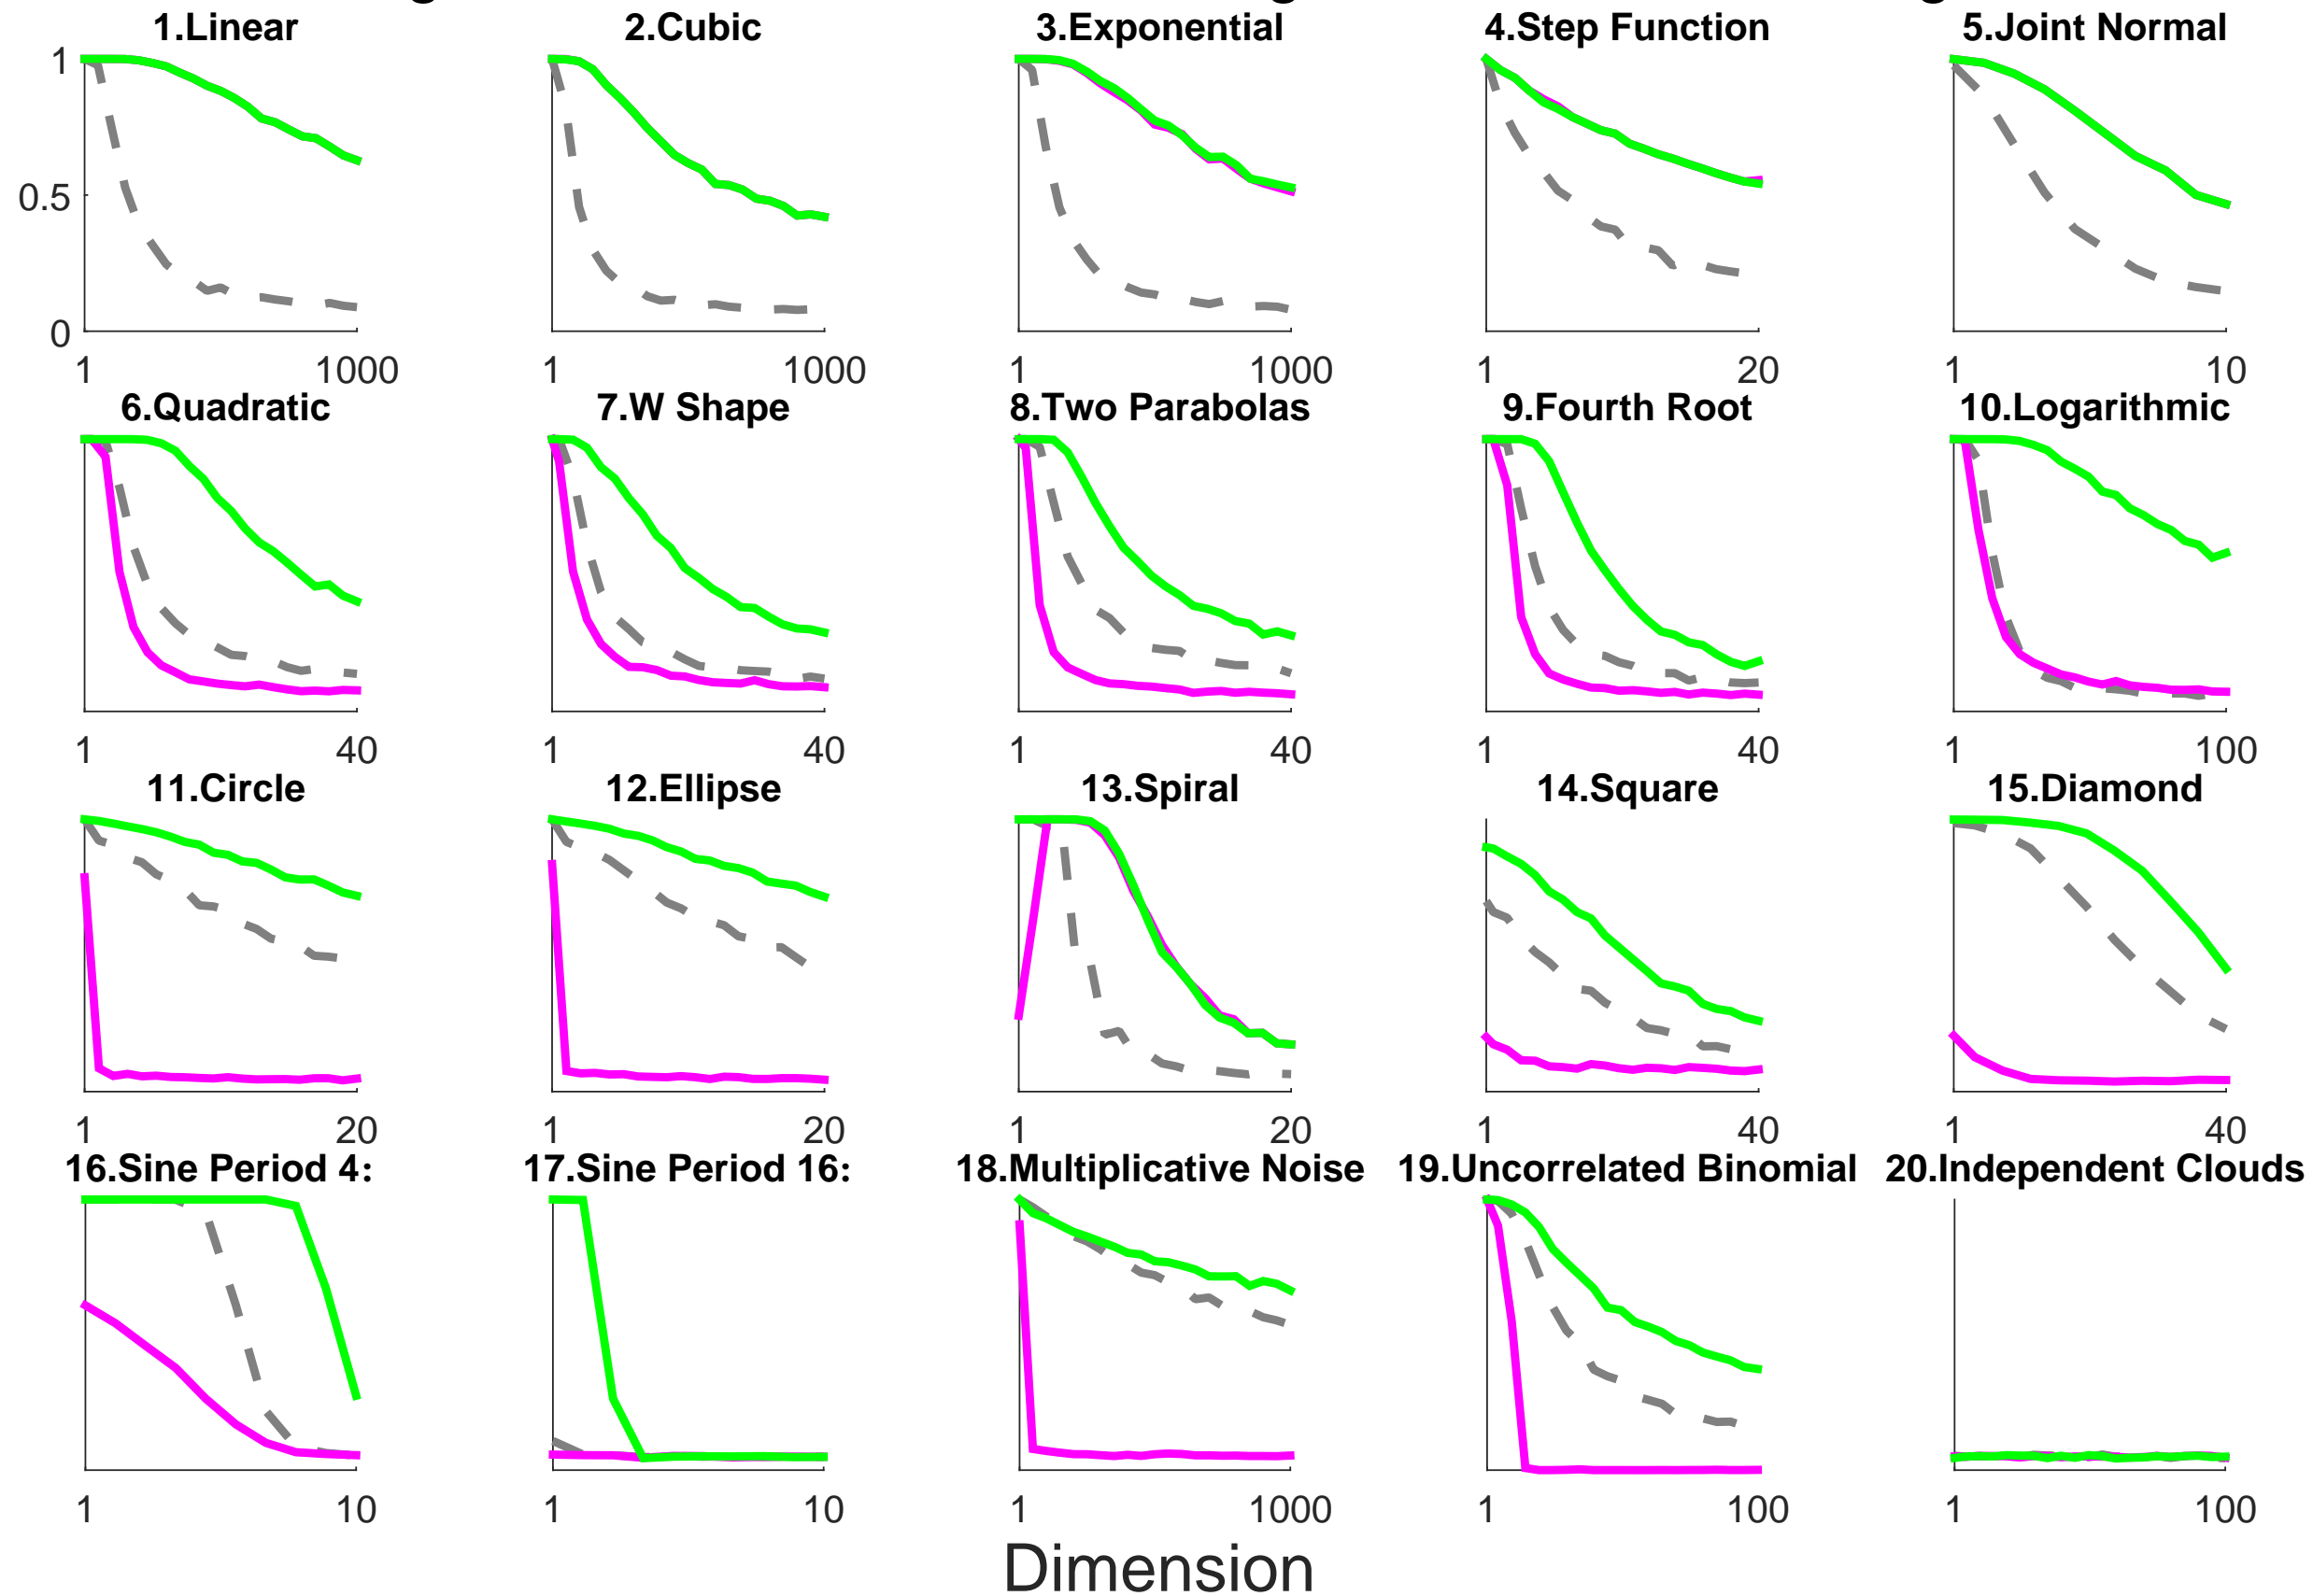 1.Linear 2.Cubic 3.Exponential 4.Step Function 5.Joint Normal
1
0.5
0
1 1000 1 1000 1 1000 1 20 1 10
6.Quadratic 7.W Shape 8.Two Parabolas 9.Fourth Root 10.Logarithmic
1 40 1 40 1 40 1 40 1 100
11.Circle 12.Ellipse 13.Spiral 14.Square 15.Diamond
1 20 1 20 1 20 1 40 1 40
16.Sine Period 4: 17.Sine Period 16: 18.Multiplicative Noise 19.Uncorrelated Binomial 20.Independent Clouds
1 10 1 10 1 1000 1 100 1 100
Dimension